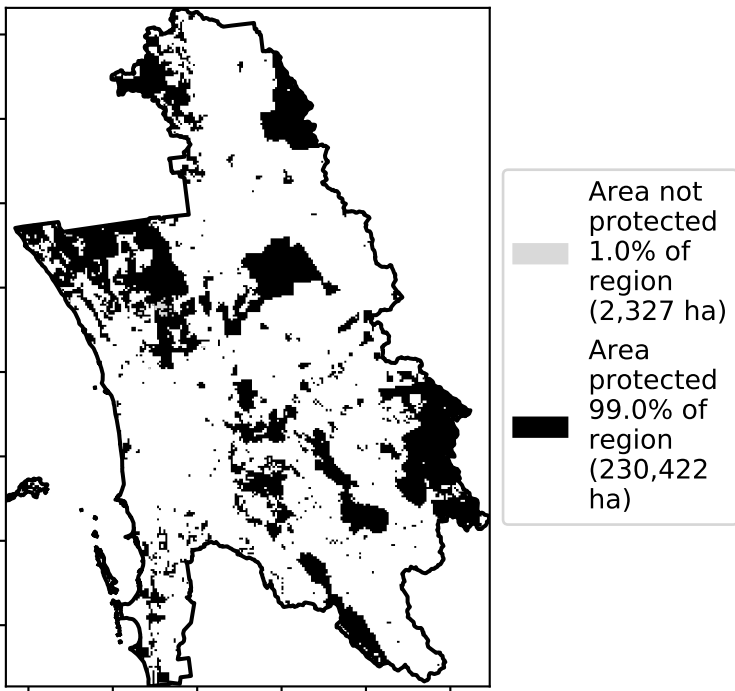 Area not
protected
1.0% of
region
(2,327 ha)
Area
protected
99.0% of
region
(230,422
ha)